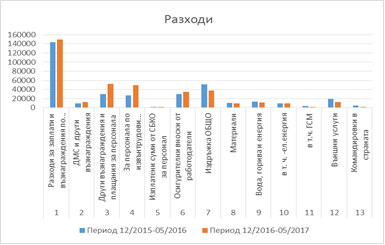 Разходи
160000
140000
120000
100000
80000
60000
40000
20000
0
Разходи за заплати и
възнаграждения по…
ДМС и други
възнаграждения
Други възнаграждения и
плащания за персонала
За персонала по
извънтрудови…
Изплатени суми от СБКО
за персонал
Осигурителни вноски от
работодатели
Издръжка ОБЩО
Материали
Вода, горива и енергия
в т. ч. -ел.енергия
в т.ч. ГСМ
Външни услуги
Командировки в
страната
1 2 3 4 5 6 7 8 9 10 11 12 13
Период 12/2015-05/2016 Период 12/2016-05/2017